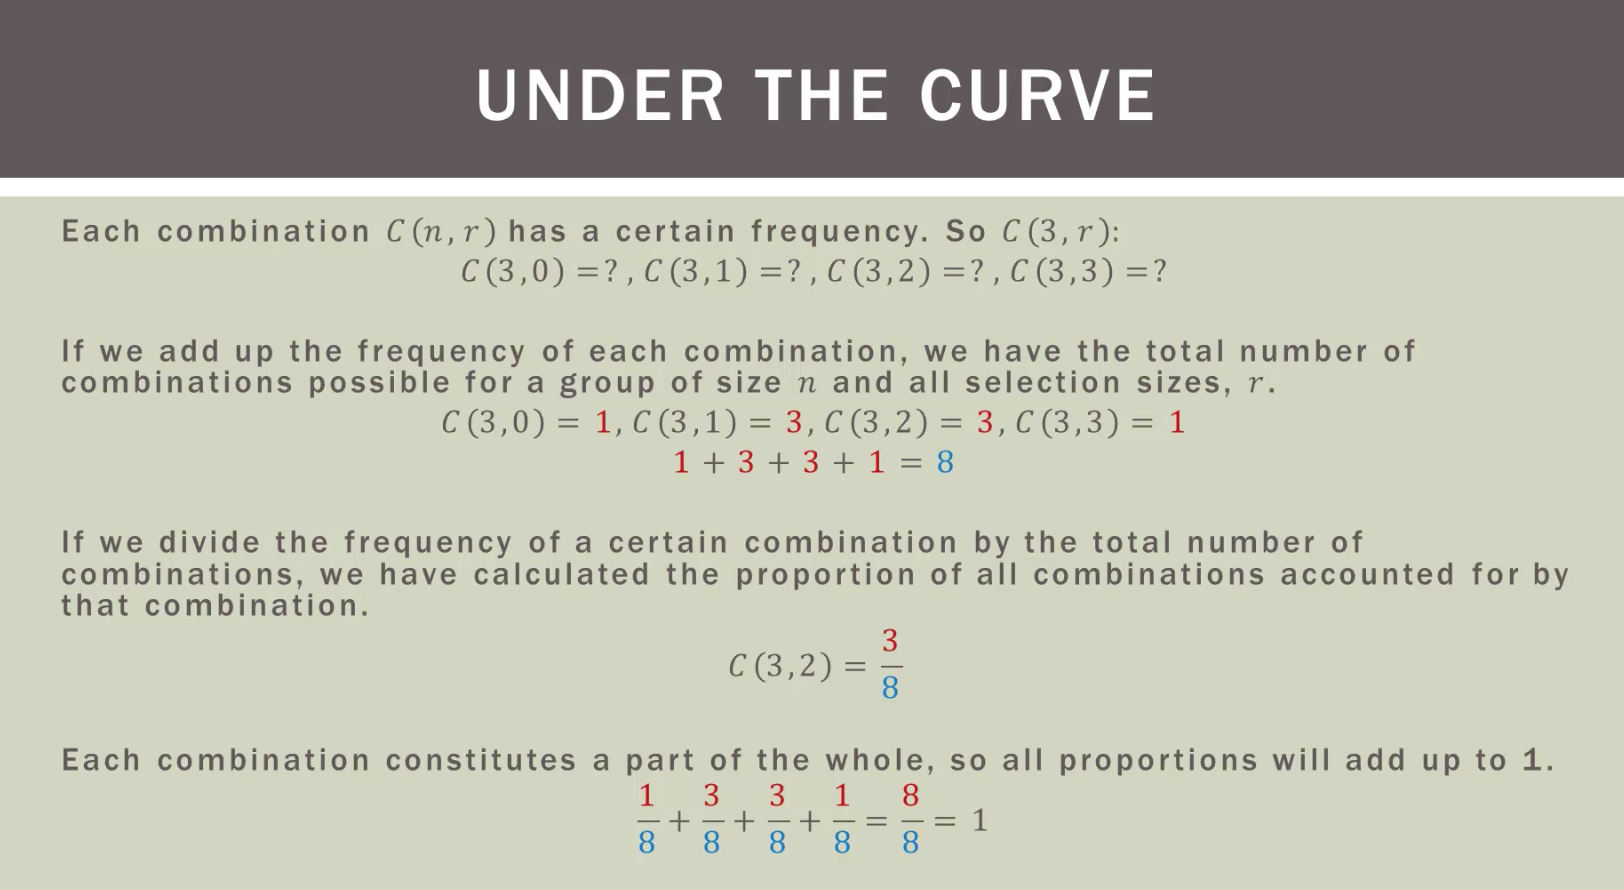 UNDER THE CURVE
Each combination C(n,r) has a certain frequency. So C(3,r):
C(3,0) =?, C(3,1) =?, C(3,2) =?, C(3,3) =?
If we add up the frequency of each combination, we have the total number of
combinations possible for a group of size n and all selection sizes, r.
C(3,0) = 1, C(3,1) = 3, C(3,2) = 3, C(3,3) = 1
1 + 3 + 3 + 1 = 8
If we divide the frequency of a certain combination by the total number of
combinations, we have calculated the proportion of all combinations accounted for by
that combination.
C(3,2) = 3/8
Each combination constitutes a part of the whole, so all proportions will add up to 1.
1/8 + 3/8 + 3/8 + 1/8 = 8/8 = 1